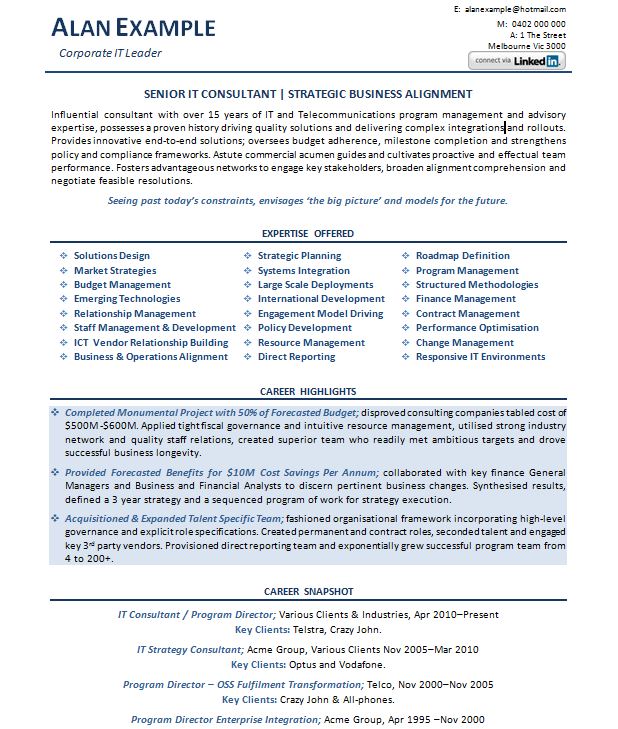 ALAN EXAMPLE
Corporate IT Leader
E: alanexample@hotmail.com
M: 0402 000 000
A: 1 The Street
Melbourne Vic 3000
connect via LinkedIn
SENIOR IT CONSULTANT | STRATEGIC BUSINESS ALIGNMENT
Influential consultant with over 15 years of IT and Telecommunications program management and advisory
expertise, possesses a proven history driving quality solutions and delivering complex integrations and rollouts.
Provides innovative end-to-end solutions; oversees budget adherence, milestone completion and strengthens
policy and compliance frameworks. Astute commercial acumen guides and cultivates proactive and effectual team
performance. Fosters advantageous networks to engage key stakeholders, broaden alignment comprehension and
negotiate feasible resolutions.
Seeing past today's constraints, envisages 'the big picture' and models for the future.
EXPERTISE OFFERED
Solutions Design
Market Strategies
Budget Management
Emerging Technologies
Relationship Management
Staff Management & Development
ICT Vendor Relationship Building
Business & Operations Alignment
Strategic Planning
Systems Integration
Large Scale Deployments
International Development
Engagement Model Driving
Policy Development
Resource Management
Direct Reporting
Roadmap Definition
Program Management
Structured Methodologies
Finance Management
Contract Management
Performance Optimisation
Change Management
Responsive IT Environments
CAREER HIGHLIGHTS
Completed Monumental Project with 50% of Forecasted Budget; disproved consulting companies tabled cost of
$500M-$600M. Applied tight fiscal governance and intuitive resource management, utilised strong industry
network and quality staff relations, created superior team who readily met ambitious targets and drove
successful business longevity.
Provided Forecasted Benefits for $10M Cost Savings Per Annum; collaborated with key finance General
Managers and Business and Financial Analysts to discern pertinent business changes. Synthesised results,
defined a 3 year strategy and a sequenced program of work for strategy execution.
Acquisitioned & Expanded Talent Specific Team; fashioned organisational framework incorporating high-level
governance and explicit role specifications. Created permanent and contract roles, seconded talent and engaged
key 3rd party vendors. Provisioned direct reporting team and exponentially grew successful program team from
4 to 200+.
CAREER SNAPSHOT
IT Consultant / Program Director; Various Clients & Industries, Apr 2010–Present
Key Clients: Telstra, Crazy John.
IT Strategy Consultant; Acme Group, Various Clients Nov 2005–Mar 2010
Key Clients: Optus and Vodafone.
Program Director – OSS Fulfilment Transformation; Telco, Nov 2000–Nov 2005
Key Clients: Crazy John & All-phones.
Program Director Enterprise Integration; Acme Group, Apr 1995 –Nov 2000